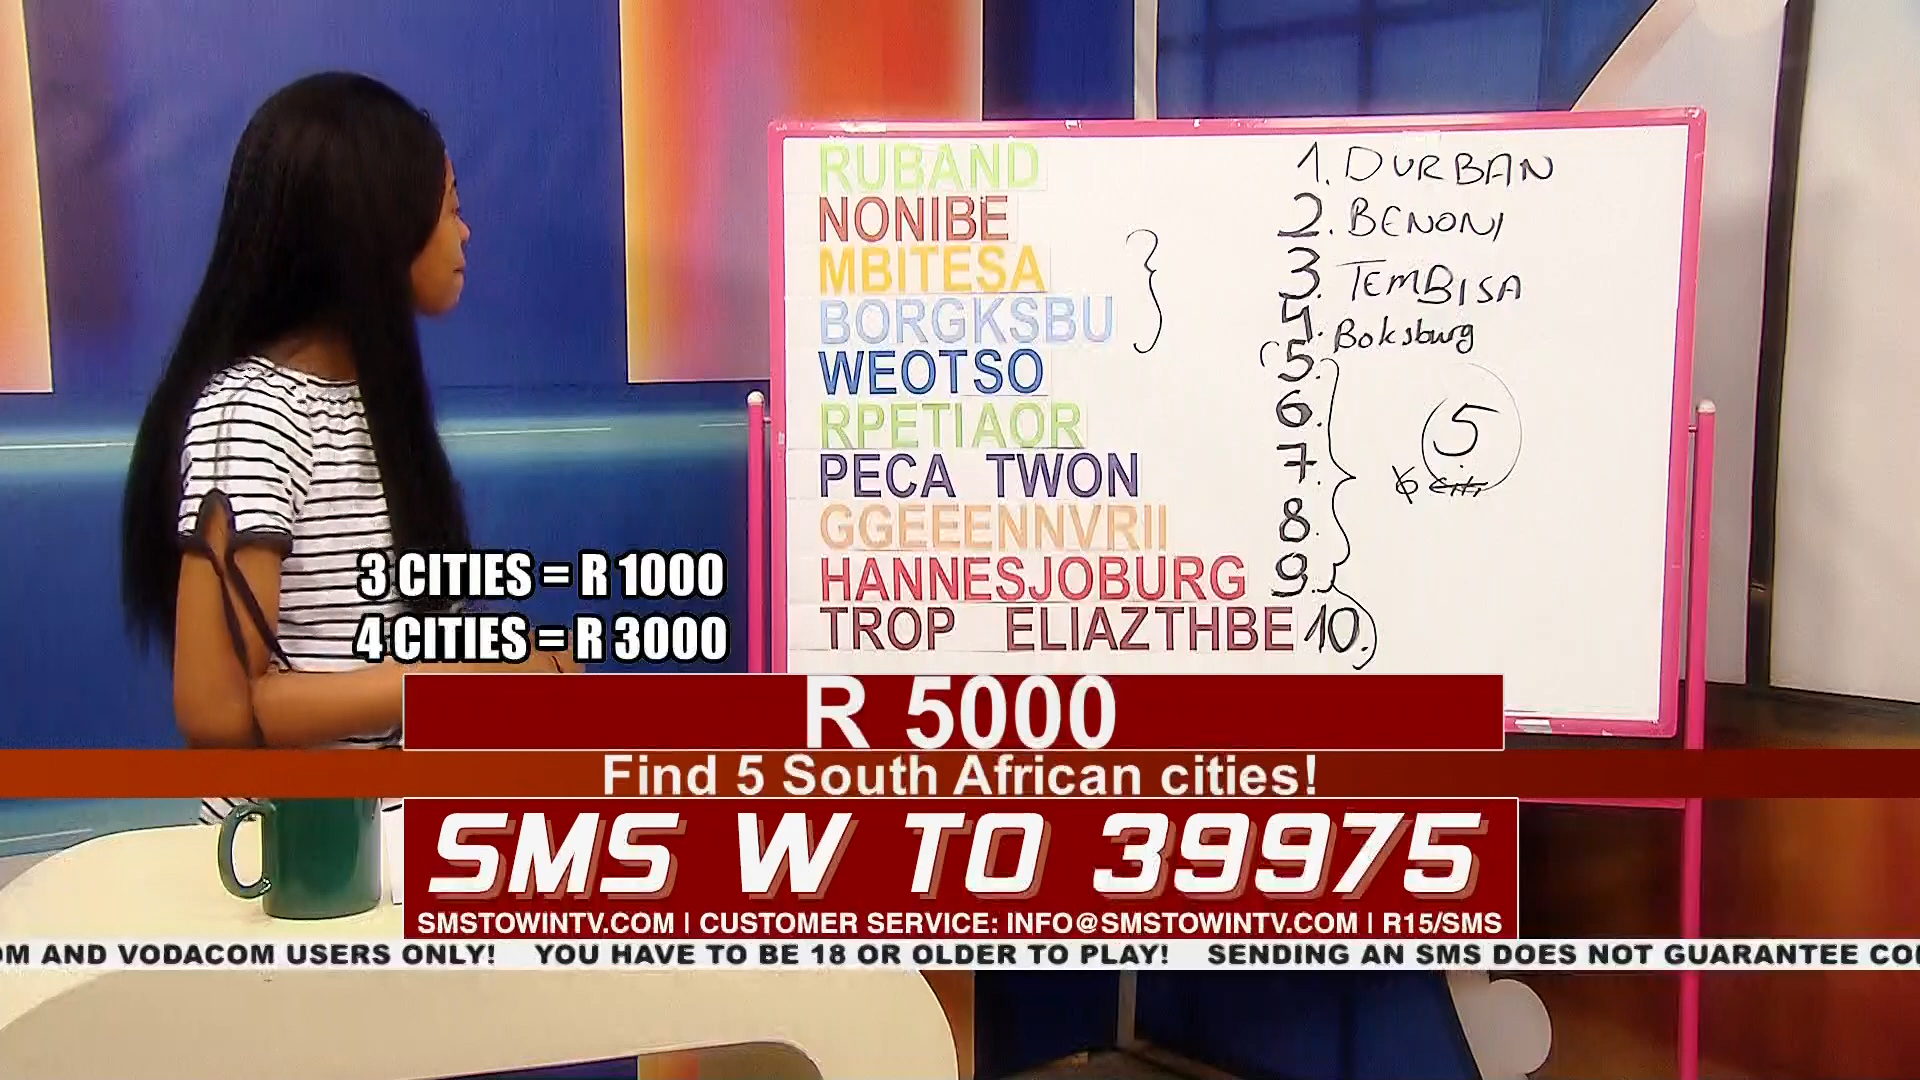 RUBAND
NONIBE
MBITESA
BORGKSBU
WEOTSO
RPETIAOR
PECA TWON
GGEEENNVRII
HANNESJOBURG
TROP ELIAZTHBE
1. DURBAN
2. BENONI
3. TEMBISA
4. Boksburg
5.
6.
7.
8.
9.
10.
5
6
3 CITIES = R 1000
4 CITIES = R 3000
R 5000
Find 5 South African cities!
SMS W TO 39975
SMSTOWINTV.COM | CUSTOMER SERVICE: INFO@SMSTOWINTV.COM | R15/SMS
OM AND VODACOM USERS ONLY! YOU HAVE TO BE 18 OR OLDER TO PLAY! SENDING AN SMS DOES NOT GUARANTEE CO